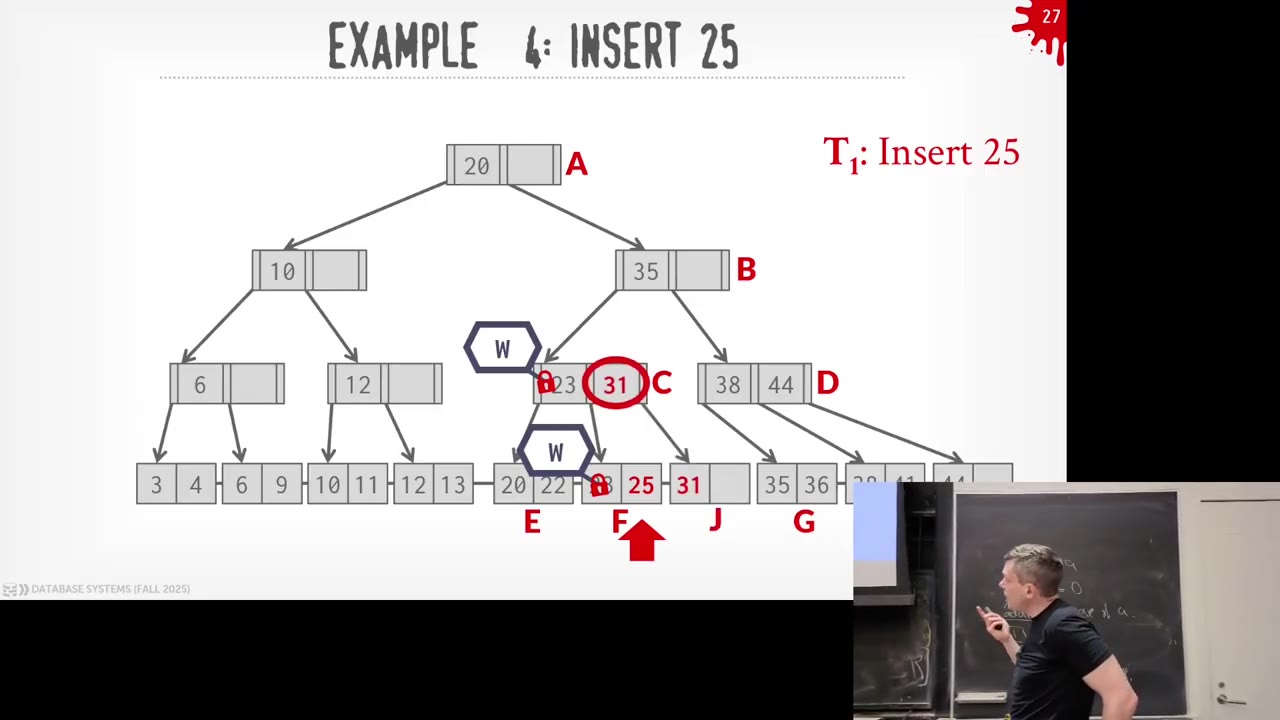 27
EXAMPLE 4: INSERT 25
T1: Insert 25
20 A
10
35 B
W
6
12
23 31 C
38 44 D
W
3 4 6 9 10 11 12 13 20 22 25 31 35 36
E F J G
DATABASE SYSTEMS (FALL 2025)